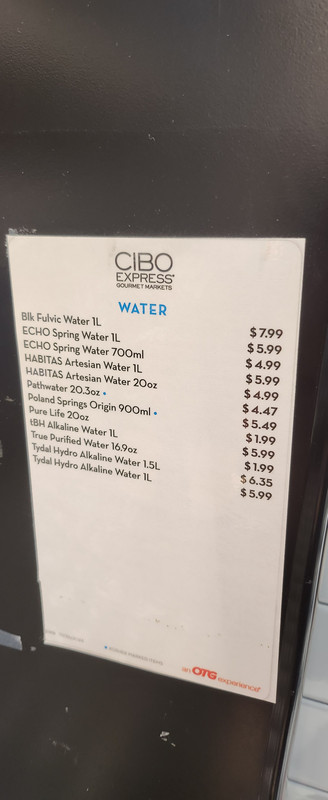 CIBO
EXPRESS
GOURMET MARKETS
WATER
Blk Fulvic Water 1L $7.99
ECHO Spring Water 1L $5.99
ECHO Spring Water 700ml $4.99
HABITAS Artesian Water 1L $5.99
HABITAS Artesian Water 20oz $4.99
Pathwater 20.3oz • $4.47
Poland Springs Origin 900ml • $5.49
Pure Life 20oz $1.99
tBH Alkaline Water 1L $5.99
True Purified Water 16.9oz $1.99
Tydal Hydro Alkaline Water 1.5L $6.35
Tydal Hydro Alkaline Water 1L $5.99
an OTG experience®